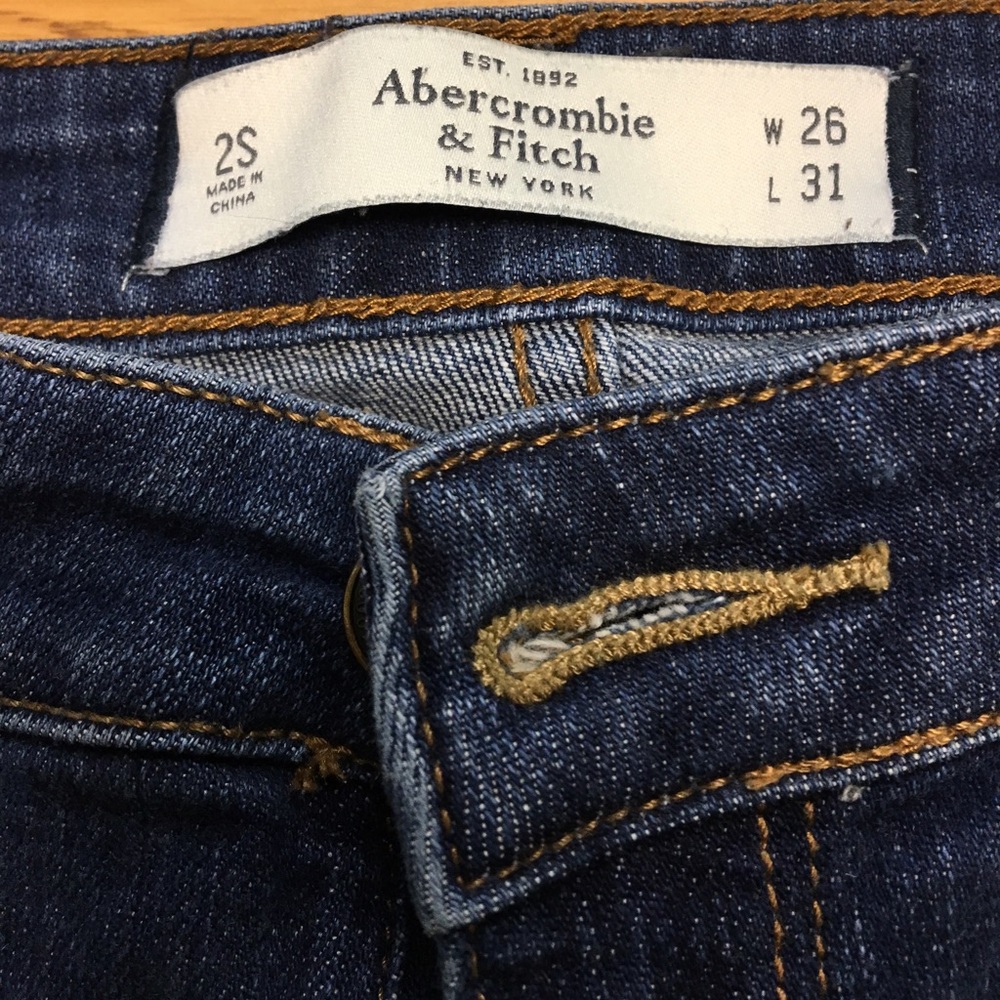 EST. 1892
Abercrombie
& Fitch
NEW YORK
2S
MADE IN
CHINA
W 26
L 31